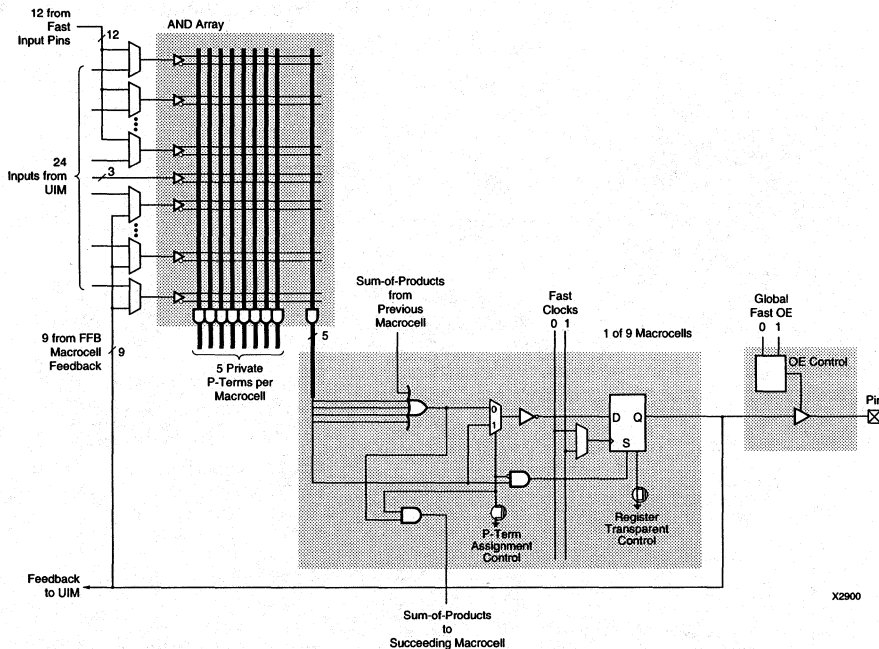 12 from
Fast
Input Pins
12
AND Array
24
Inputs from
UIM
3
9 from FFB
Macrocell
Feedback
9
5 Private
P-Terms per
Macrocell
5
Sum-of-Products
from
Previous
Macrocell
Fast
Clocks
0 1
1 of 9 Macrocells
Global
Fast OE
0 1
OE Control
Pin
0
1
D Q
S
P-Term
Assignment
Control
Register
Transparent
Control
Feedback
to UIM
Sum-of-Products
to
Succeeding Macrocell
X2900